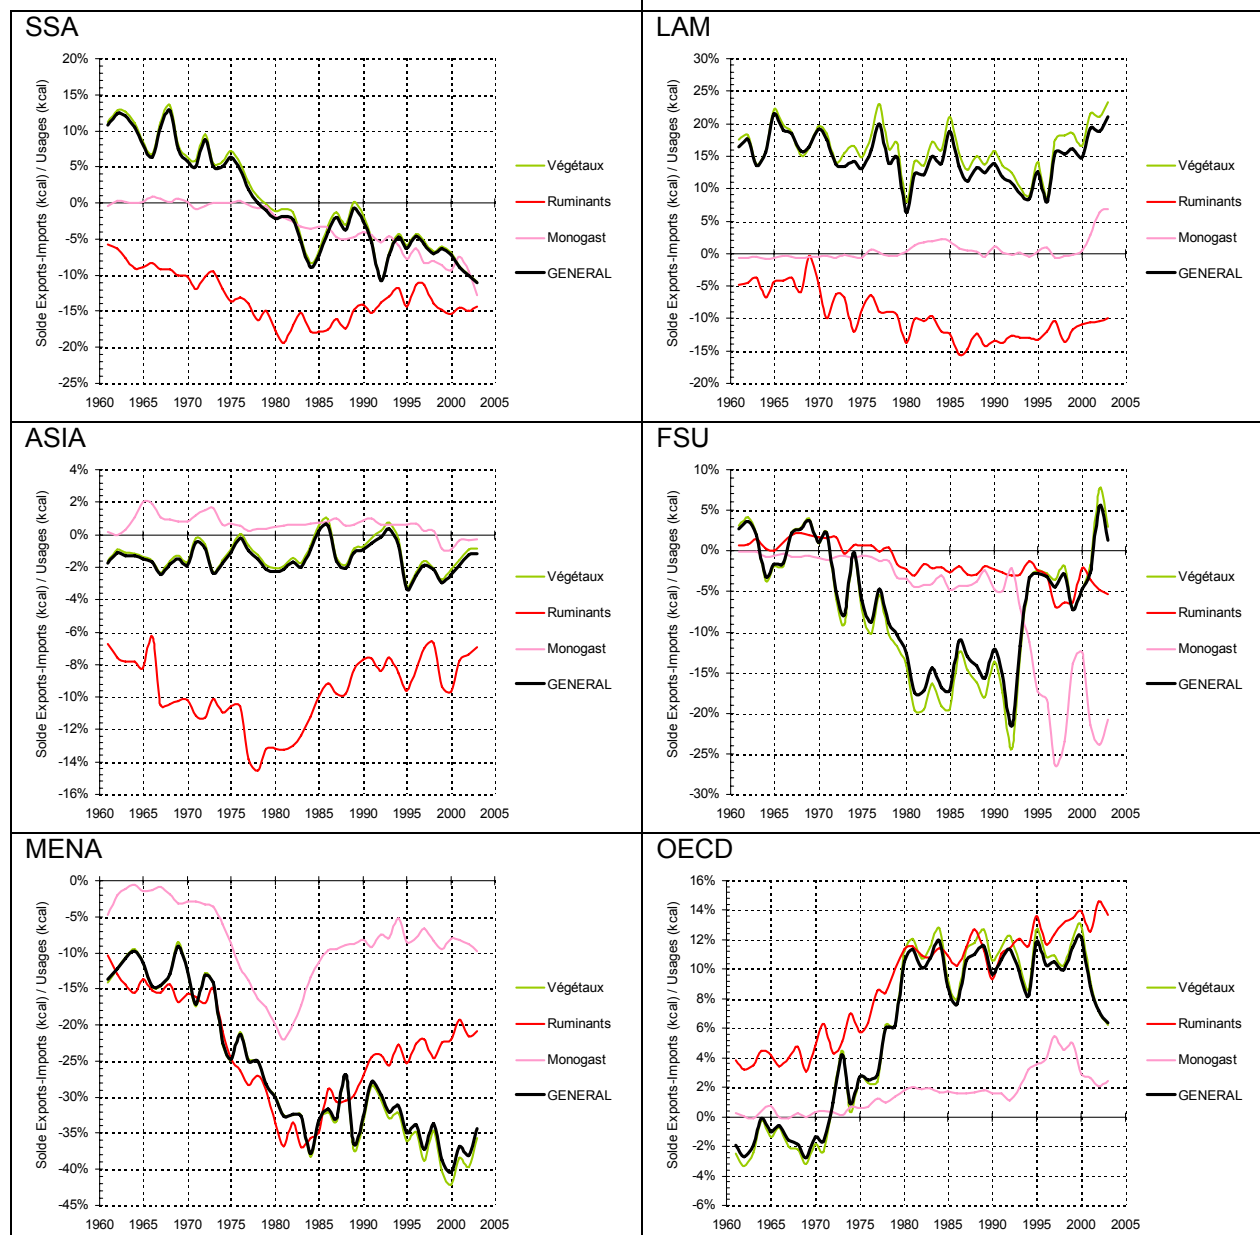 SSA
Solde Exports-Imports (kcal) / Usages (kcal)
20%
15%
10%
5%
0%
-5%
-10%
-15%
-20%
-25%
1960 1965 1970 1975 1980 1985 1990 1995 2000 2005
Végétaux
Ruminants
Monogast
GENERAL
LAM
Solde Exports-Imports (kcal) / Usages (kcal)
30%
25%
20%
15%
10%
5%
0%
-5%
-10%
-15%
-20%
1960 1965 1970 1975 1980 1985 1990 1995 2000 2005
Végétaux
Ruminants
Monogast
GENERAL
ASIA
Solde Exports-Imports (kcal) / Usages (kcal)
4%
2%
0%
-2%
-4%
-6%
-8%
-10%
-12%
-14%
-16%
1960 1965 1970 1975 1980 1985 1990 1995 2000 2005
Végétaux
Ruminants
Monogast
GENERAL
FSU
Solde Exports-Imports (kcal) / Usages (kcal)
10%
5%
0%
-5%
-10%
-15%
-20%
-25%
-30%
1960 1965 1970 1975 1980 1985 1990 1995 2000 2005
Végétaux
Ruminants
Monogast
GENERAL
MENA
Solde Exports-Imports (kcal) / Usages (kcal)
0%
-5%
-10%
-15%
-20%
-25%
-30%
-35%
-40%
-45%
1960 1965 1970 1975 1980 1985 1990 1995 2000 2005
Végétaux
Ruminants
Monogast
GENERAL
OECD
Solde Exports-Imports (kcal) / Usages (kcal)
16%
14%
12%
10%
8%
6%
4%
2%
0%
-2%
-4%
-6%
1960 1965 1970 1975 1980 1985 1990 1995 2000 2005
Végétaux
Ruminants
Monogast
GENERAL